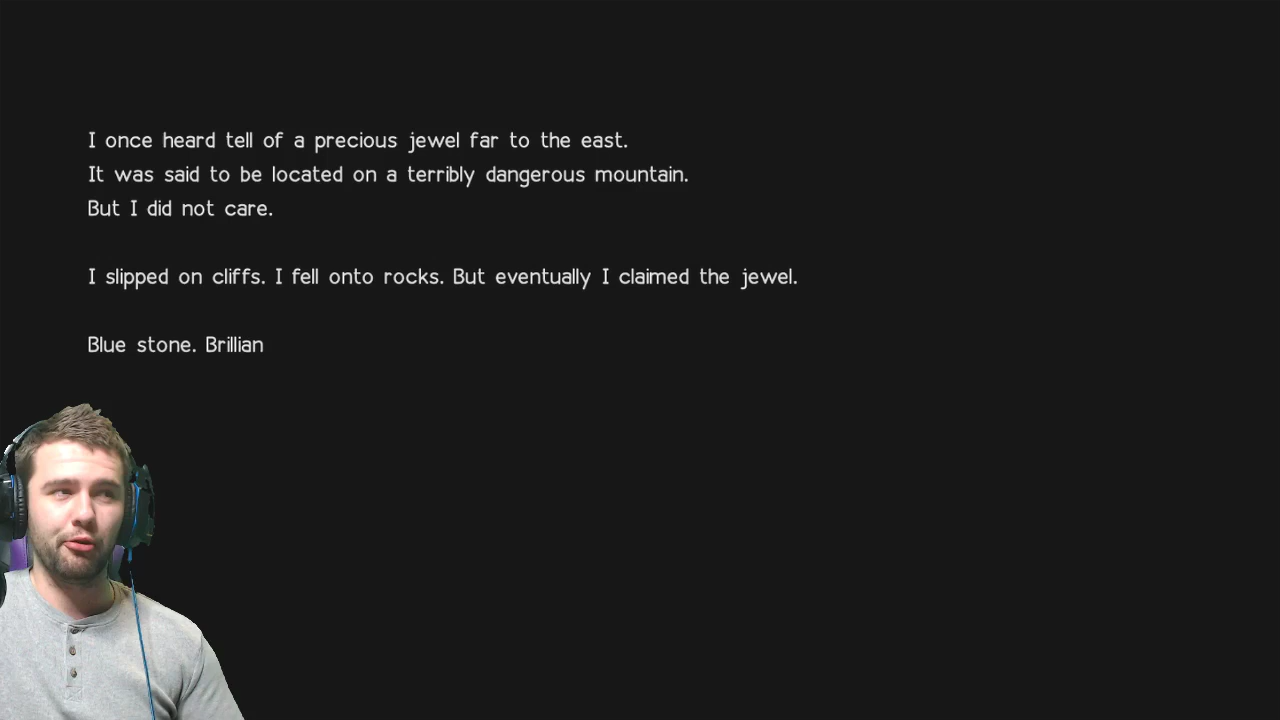 I once heard tell of a precious jewel far to the east.
It was said to be located on a terribly dangerous mountain.
But I did not care.
I slipped on cliffs. I fell onto rocks. But eventually I claimed the jewel.
Blue stone. Brillian